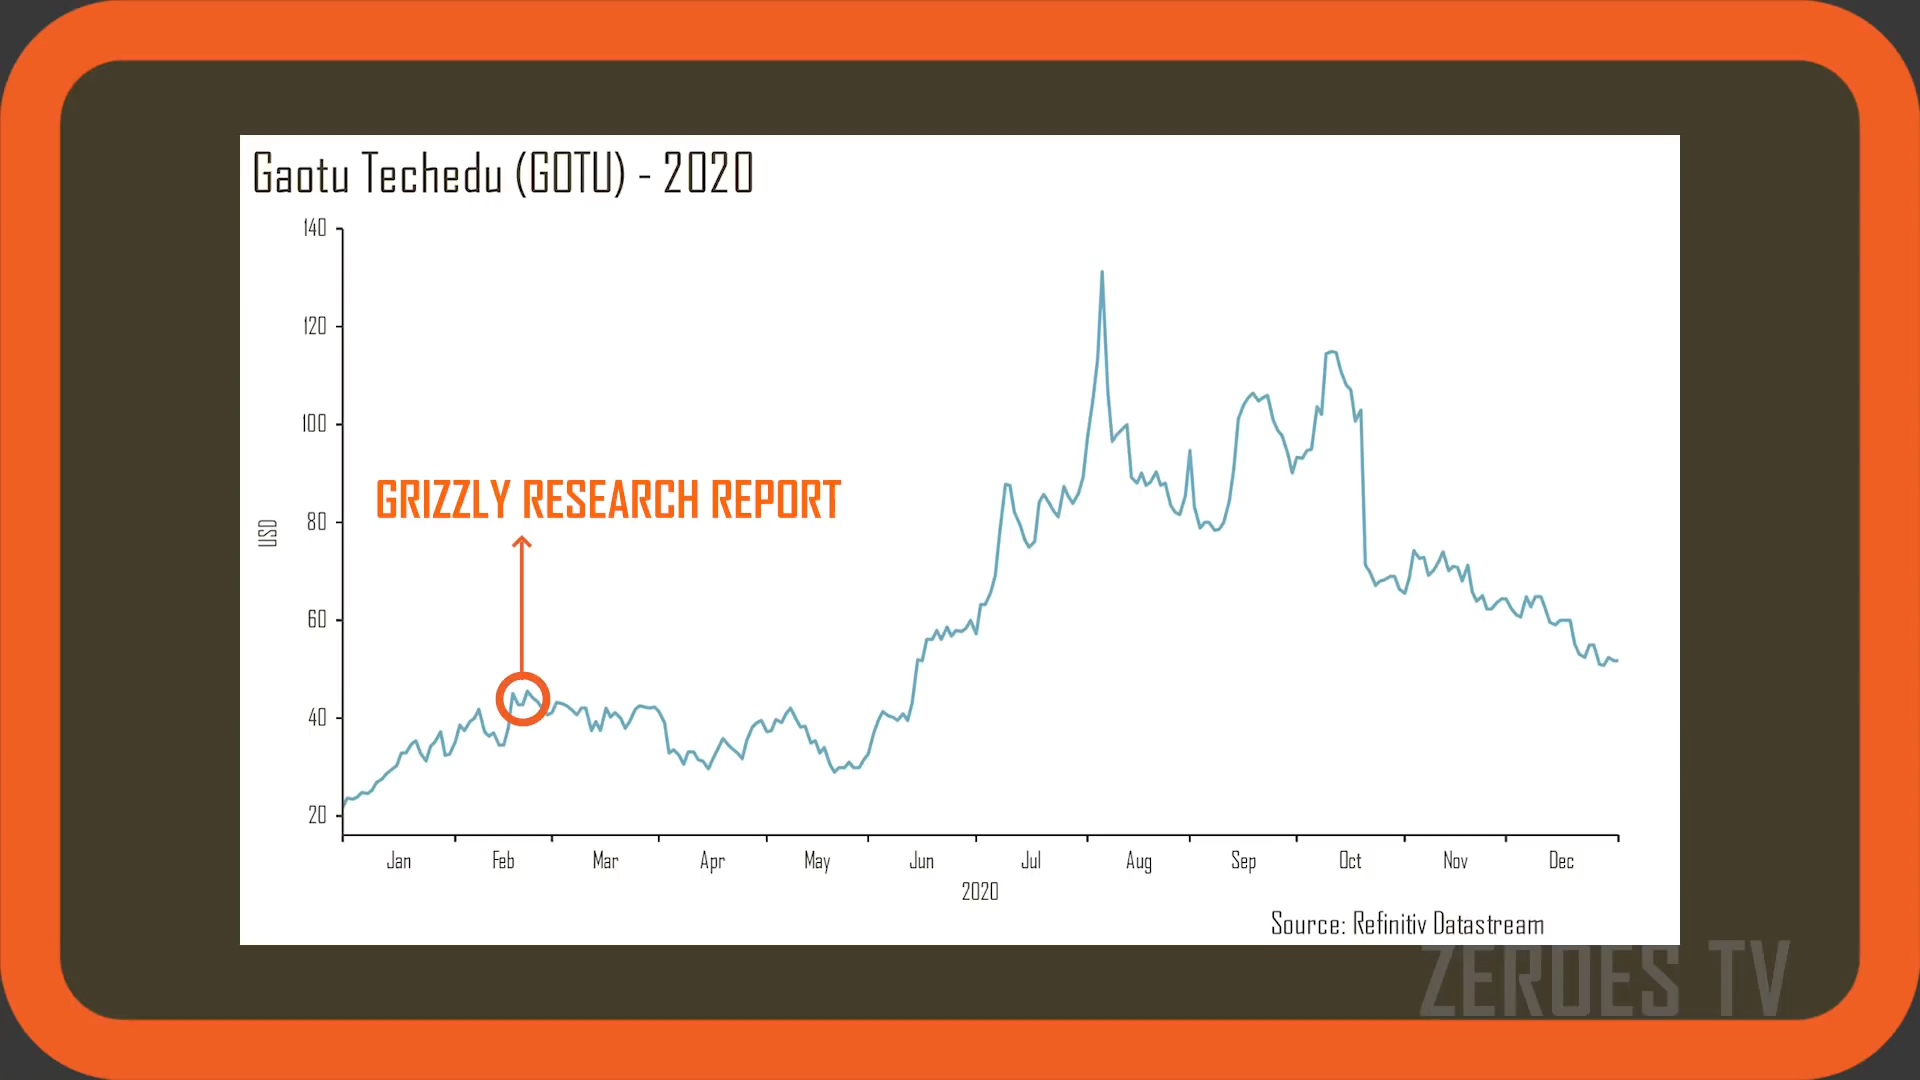 Gaotu Techedu (GOTU) - 2020
140
120
100
80
60
40
20
USD
GRIZZLY RESEARCH REPORT
Jan Feb Mar Apr May Jun Jul Aug Sep Oct Nov Dec
2020
Source: Refinitiv Datastream
ZEROES TV